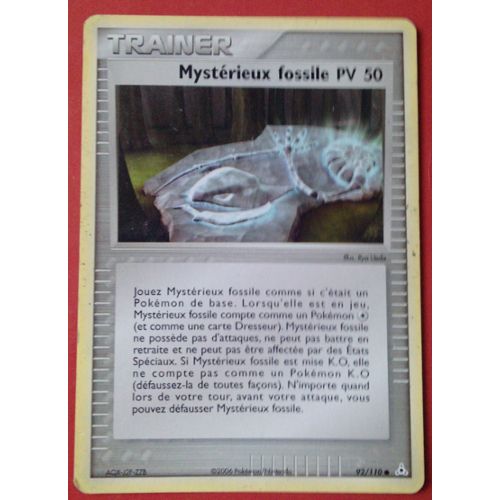 TRAINER
Mystérieux fossile PV 50
Illus. Ryo Ueda
Jouez Mystérieux fossile comme si c'était un
Pokémon de base. Lorsqu'elle est en jeu,
Mystérieux fossile compte comme un Pokémon
(et comme une carte Dresseur). Mystérieux fossile
ne possède pas d'attaques, ne peut pas battre en
retraite et ne peut pas être affectée par des États
Spéciaux. Si Mystérieux fossile est mise K.O, elle
ne compte pas comme un Pokémon K.O
(défaussez-la de toutes façons). N'importe quand
lors de votre tour, avant votre attaque, vous
pouvez défausser Mystérieux fossile.
©2006 Pokémon/Nintendo. 92/110